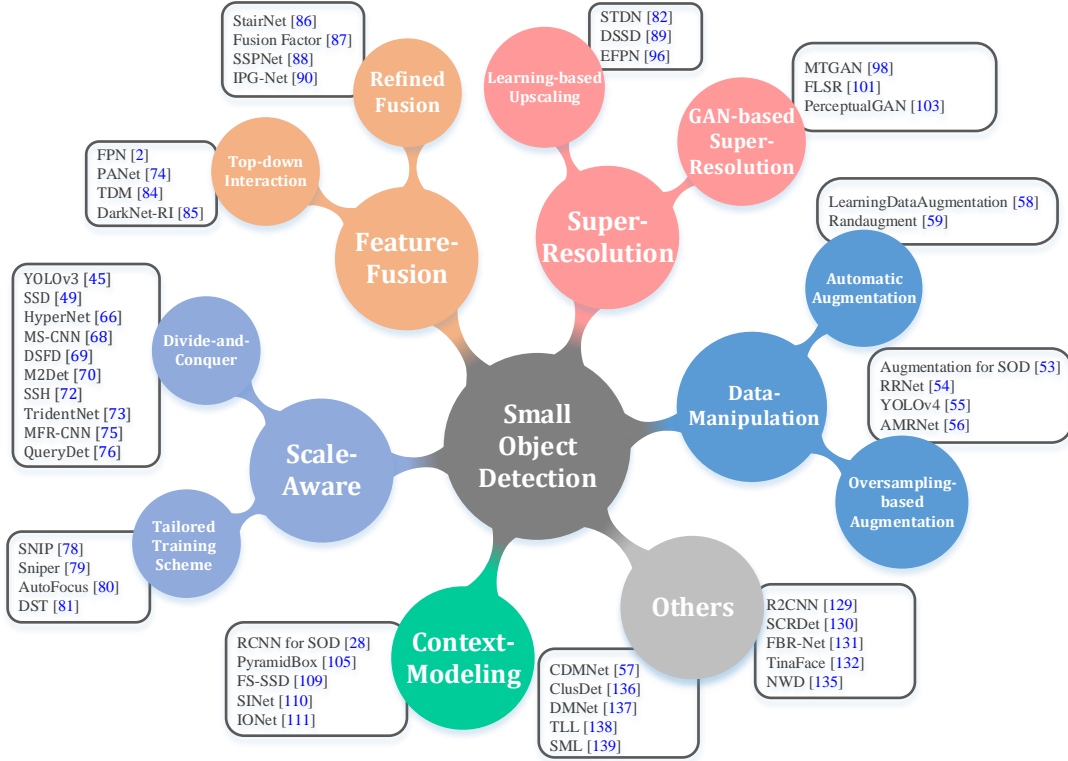 StairNet [86]
Fusion Factor [87]
SSPNet [88]
IPG-Net [90]
Refined
Fusion
STDN [82]
DSSD [89]
EFPN [96]
Learning-based
Upscaling
MTGAN [98]
FLSR [101]
PerceptualGAN [103]
GAN-based
Super-
Resolution
FPN [2]
PANet [74]
TDM [84]
DarkNet-RI [85]
Top-down
Interaction
Feature-
Fusion
Super-
Resolution
LearningDataAugmentation [58]
Randaugment [59]
Automatic
Augmentation
YOLOv3 [45]
SSD [49]
HyperNet [66]
MS-CNN [68]
DSFD [69]
M2Det [70]
SSH [72]
TridentNet [73]
MFR-CNN [75]
QueryDet [76]
Divide-and-
Conquer
Scale-
Aware
Small
Object
Detection
Data-
Manipulation
Augmentation for SOD [53]
RRNet [54]
YOLOv4 [55]
AMRNet [56]
Oversampling-
based
Augmentation
SNIP [78]
Sniper [79]
AutoFocus [80]
DST [81]
Tailored
Training
Scheme
RCNN for SOD [28]
PyramidBox [105]
FS-SSD [109]
SINet [110]
IONet [111]
Context-
Modeling
CDMNet [57]
ClusDet [136]
DMNet [137]
TLL [138]
SML [139]
Others
R2CNN [129]
SCRDet [130]
FBR-Net [131]
TinaFace [132]
NWD [135]